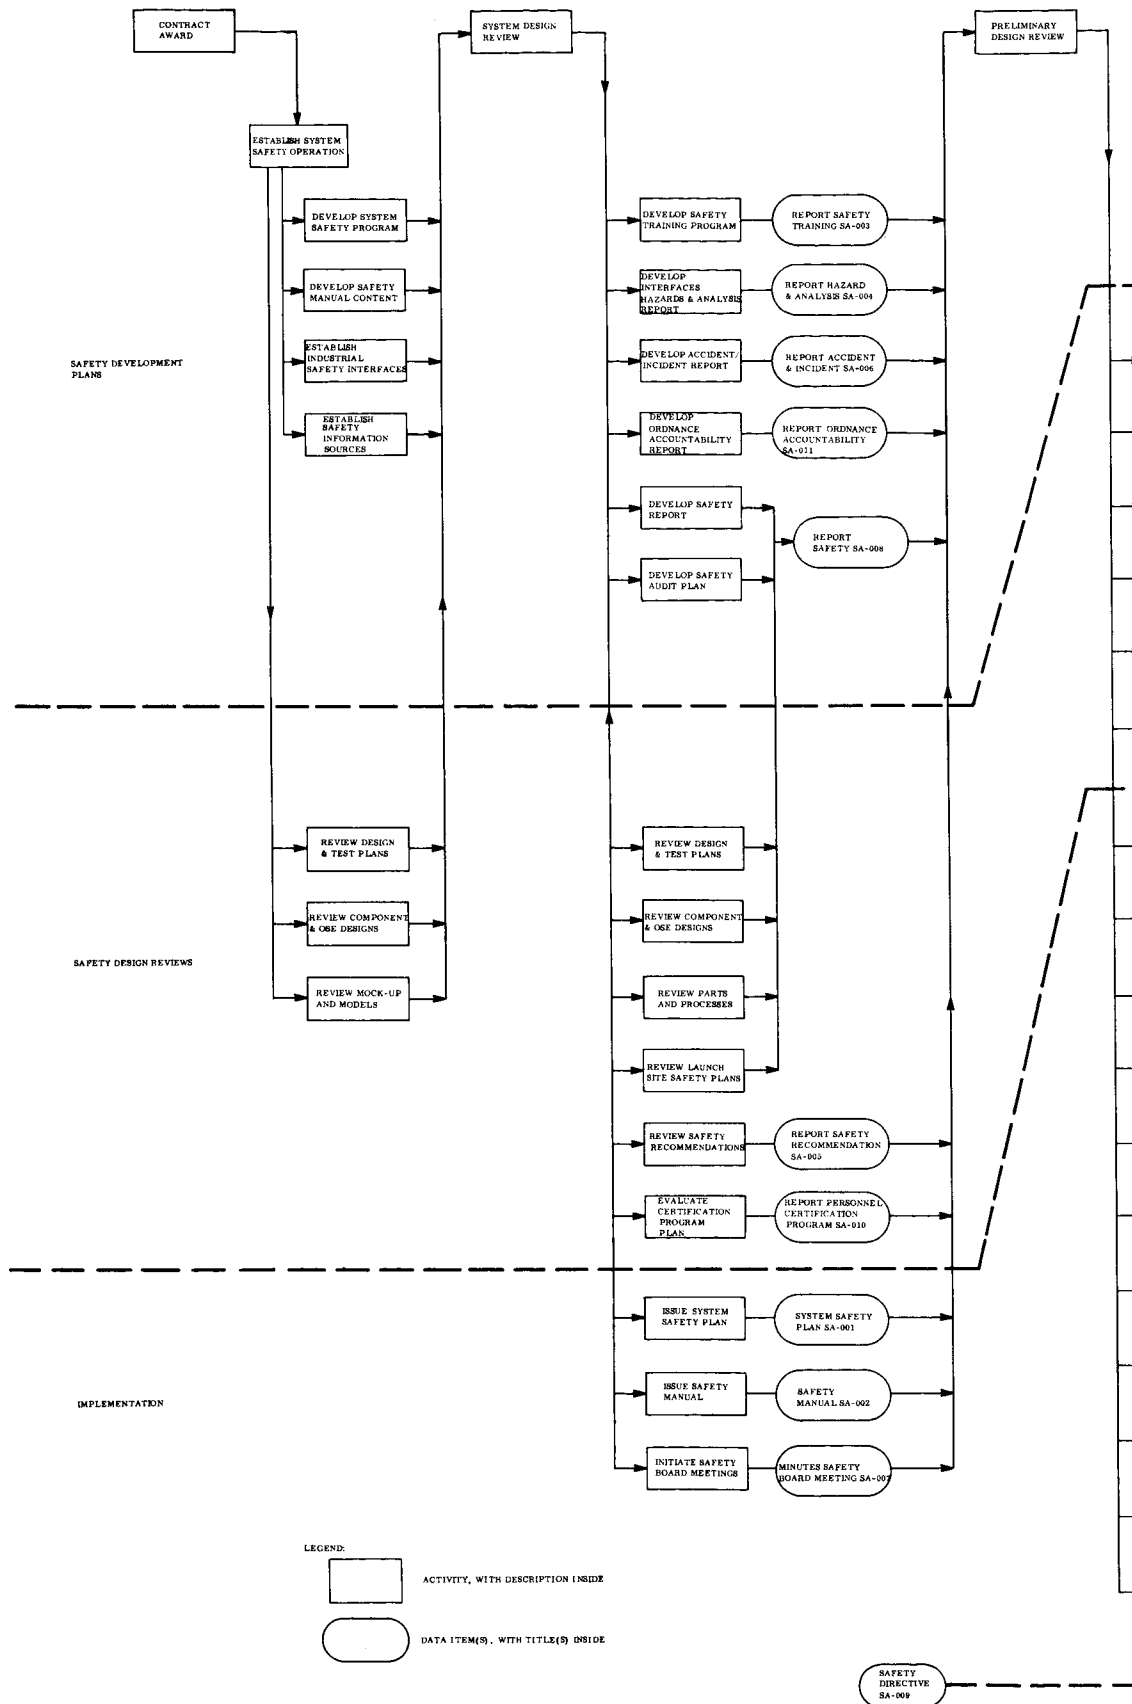 CONTRACT
AWARD
SYSTEM DESIGN
REVIEW
PRELIMINARY
DESIGN REVIEW
ESTABLISH SYSTEM
SAFETY OPERATION
SAFETY DEVELOPMENT
PLANS
DEVELOP SYSTEM
SAFETY PROGRAM
DEVELOP SAFETY
MANUAL CONTENT
ESTABLISH
INDUSTRIAL
SAFETY INTERFACES
ESTABLISH
SAFETY
INFORMATION
SOURCES
DEVELOP SAFETY
TRAINING PROGRAM
REPORT SAFETY
TRAINING SA-003
DEVELOP
INTERFACES
HAZARDS & ANALYSIS
REPORT
REPORT HAZARD
& ANALYSIS SA-004
DEVELOP ACCIDENT/
INCIDENT REPORT
REPORT ACCIDENT
& INCIDENT SA-006
DEVELOP
ORDNANCE
ACCOUNTABILITY
REPORT
REPORT ORDNANCE
ACCOUNTABILITY
SA-011
DEVELOP SAFETY
REPORT
DEVELOP SAFETY
AUDIT PLAN
REPORT
SAFETY SA-008
SAFETY DESIGN REVIEWS
REVIEW DESIGN
& TEST PLANS
REVIEW COMPONENT
& OSE DESIGNS
REVIEW MOCK-UP
AND MODELS
REVIEW DESIGN
& TEST PLANS
REVIEW COMPONENT
& OSE DESIGNS
REVIEW PARTS
AND PROCESSES
REVIEW LAUNCH
SITE SAFETY PLANS
REVIEW SAFETY
RECOMMENDATIONS
REPORT SAFETY
RECOMMENDATION
SA-005
EVALUATE
CERTIFICATION
PROGRAM
PLAN
REPORT PERSONNEL
CERTIFICATION
PROGRAM SA-010
IMPLEMENTATION
ISSUE SYSTEM
SAFETY PLAN
SYSTEM SAFETY
PLAN SA-001
ISSUE SAFETY
MANUAL
SAFETY
MANUAL SA-002
INITIATE SAFETY
BOARD MEETINGS
MINUTES SAFETY
BOARD MEETING SA-007
LEGEND:
ACTIVITY, WITH DESCRIPTION INSIDE
DATA ITEM(S), WITH TITLE(S) INSIDE
SAFETY
DIRECTIVE
SA-009